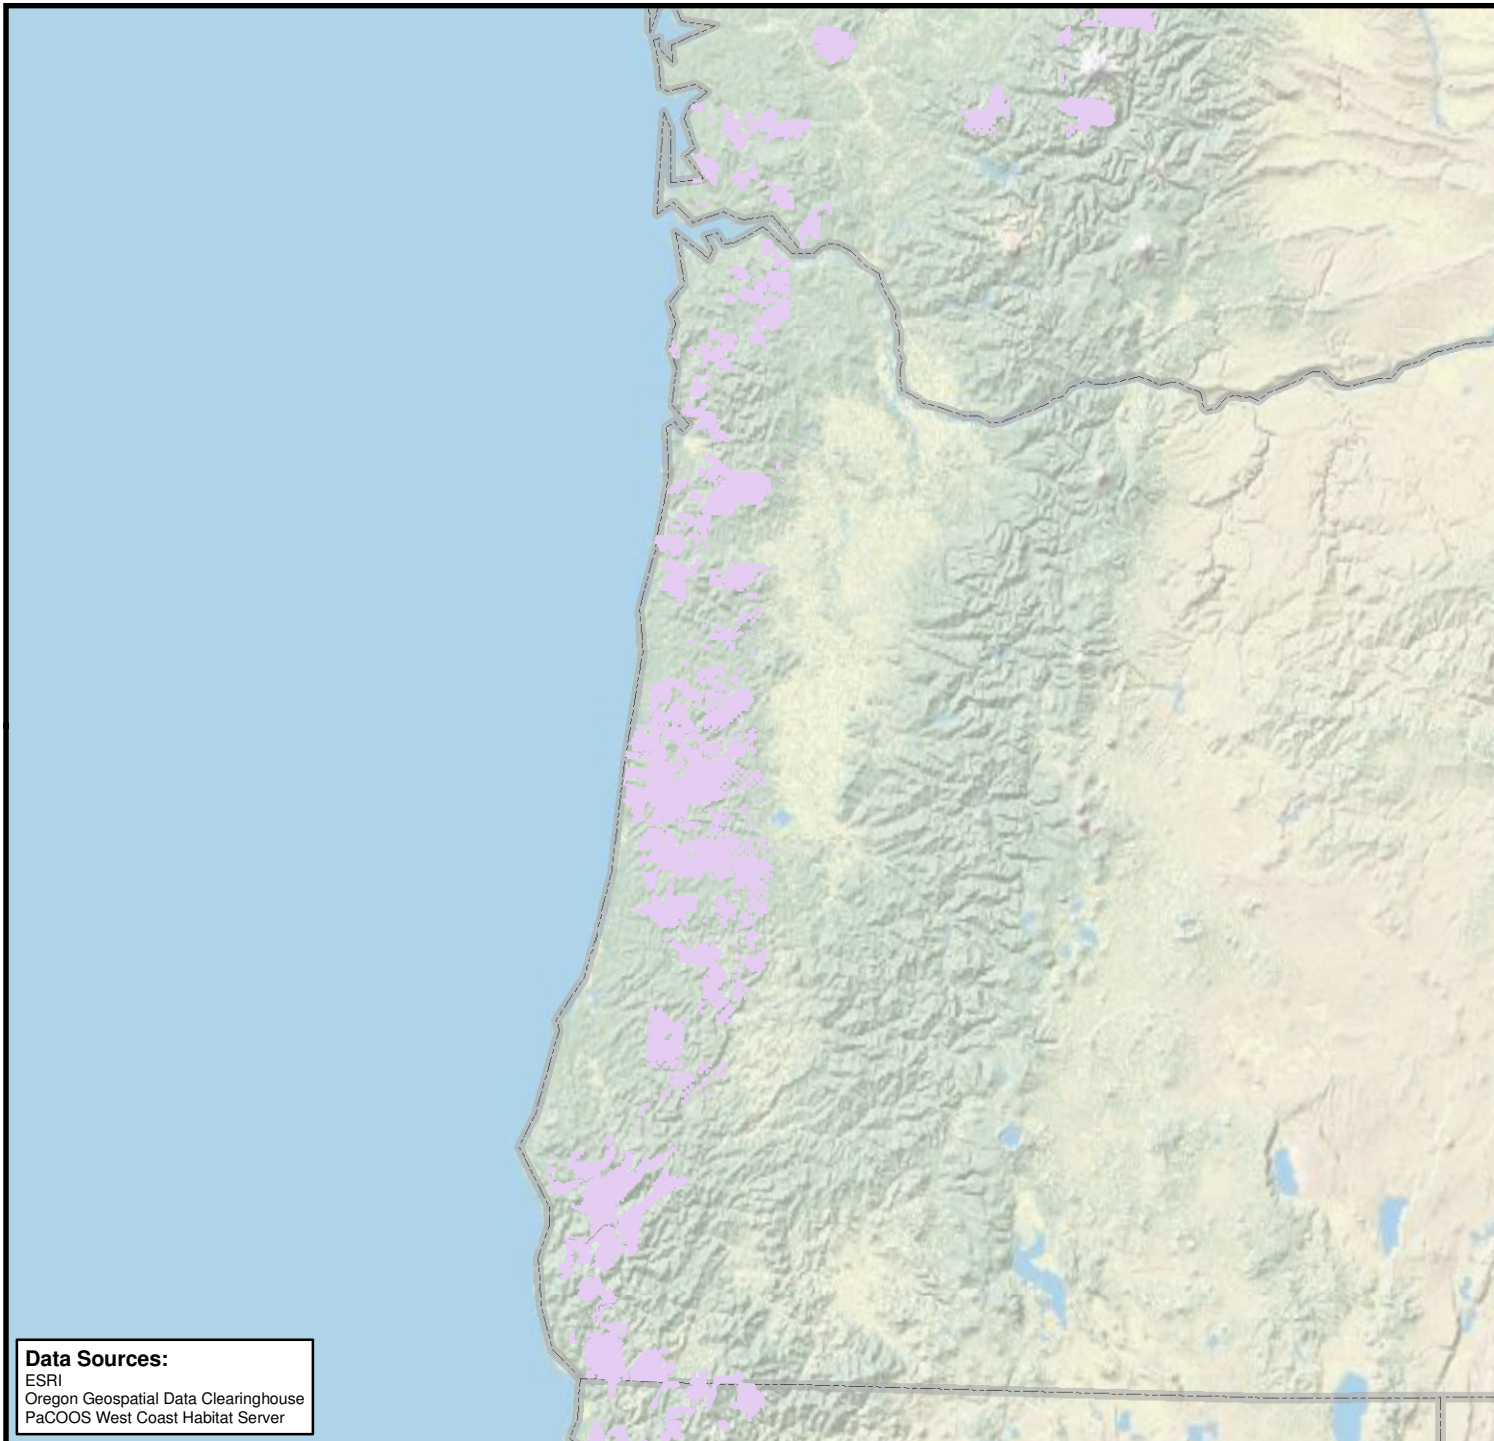 Data Sources:
ESRI
Oregon Geospatial Data Clearinghouse
PaCOOS West Coast Habitat Server